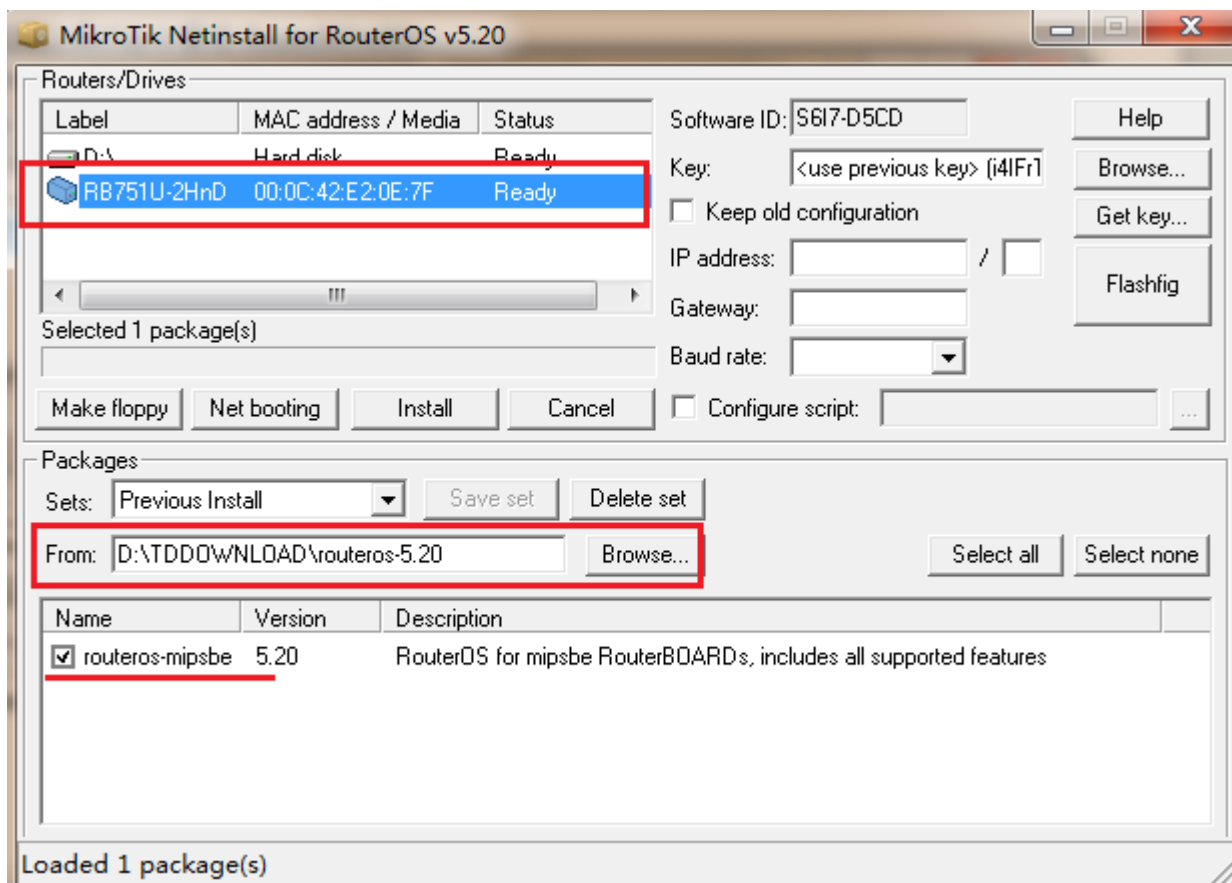 MikroTik Netinstall for RouterOS v5.20
Routers/Drives
Label MAC address / Media Status
D:\ Hard disk Ready
RB751U-2HnD 00:0C:42:E2:0E:7F Ready
Selected 1 package(s)
Make floppy Net booting Install Cancel
Software ID: S6I7-D5CD Help
Key: <use previous key> (i4IFr1 Browse...
Keep old configuration Get key...
IP address: /
Flashfig
Gateway:
Baud rate:
Configure script: ...
Packages
Sets: Previous Install Save set Delete set
From: D:\TDDOWNLOAD\routeros-5.20 Browse... Select all Select none
Name Version Description
routeros-mipsbe 5.20 RouterOS for mipsbe RouterBOARDs, includes all supported features
Loaded 1 package(s)